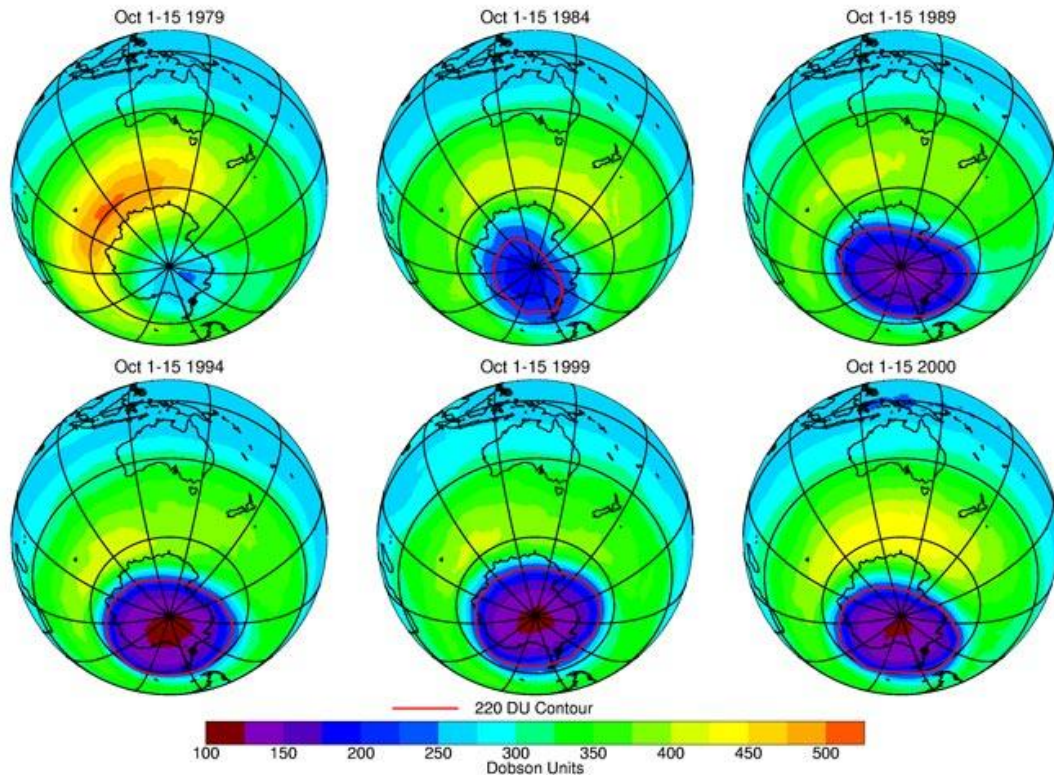 Oct 1-15 1979
Oct 1-15 1984
Oct 1-15 1989
Oct 1-15 1994
Oct 1-15 1999
Oct 1-15 2000
220 DU Contour
100 150 200 250 300 350 400 450 500
Dobson Units